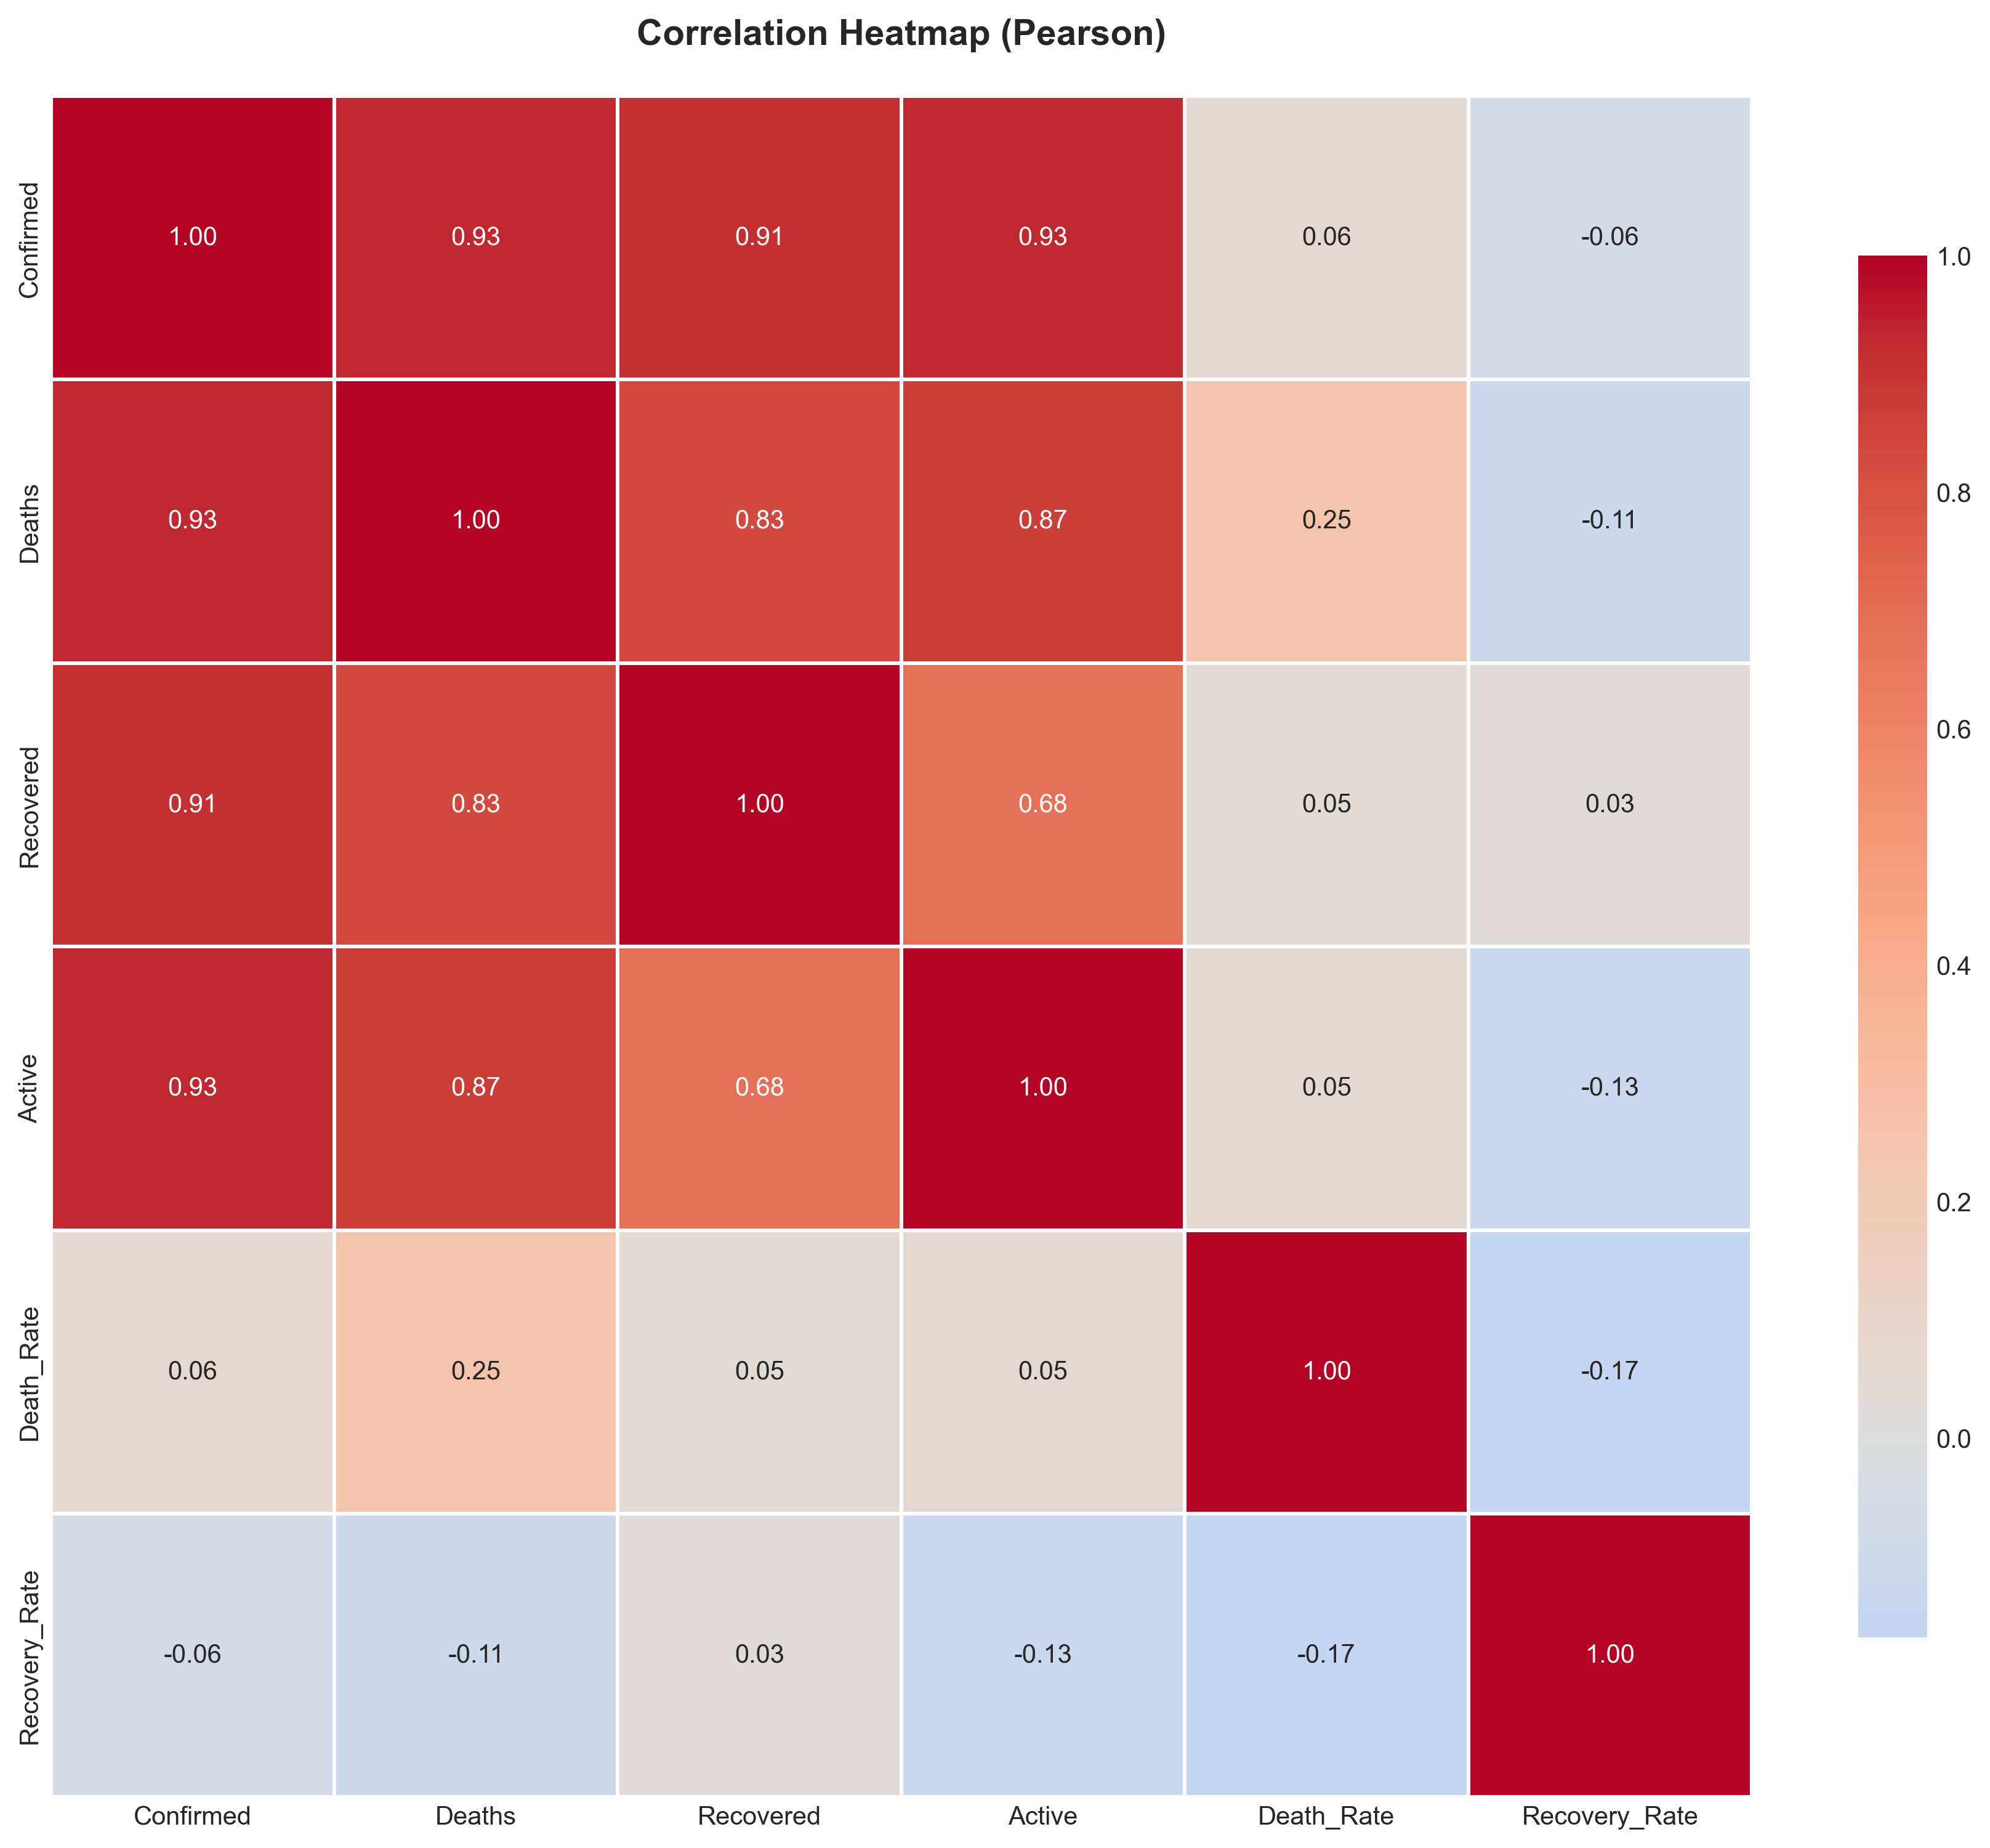 Correlation Heatmap (Pearson)
Confirmed 1.00 0.93 0.91 0.93 0.06 -0.06
Deaths 0.93 1.00 0.83 0.87 0.25 -0.11
Recovered 0.91 0.83 1.00 0.68 0.05 0.03
Active 0.93 0.87 0.68 1.00 0.05 -0.13
Death_Rate 0.06 0.25 0.05 0.05 1.00 -0.17
Recovery_Rate -0.06 -0.11 0.03 -0.13 -0.17 1.00
Confirmed Deaths Recovered Active Death_Rate Recovery_Rate
1.0
0.8
0.6
0.4
0.2
0.0